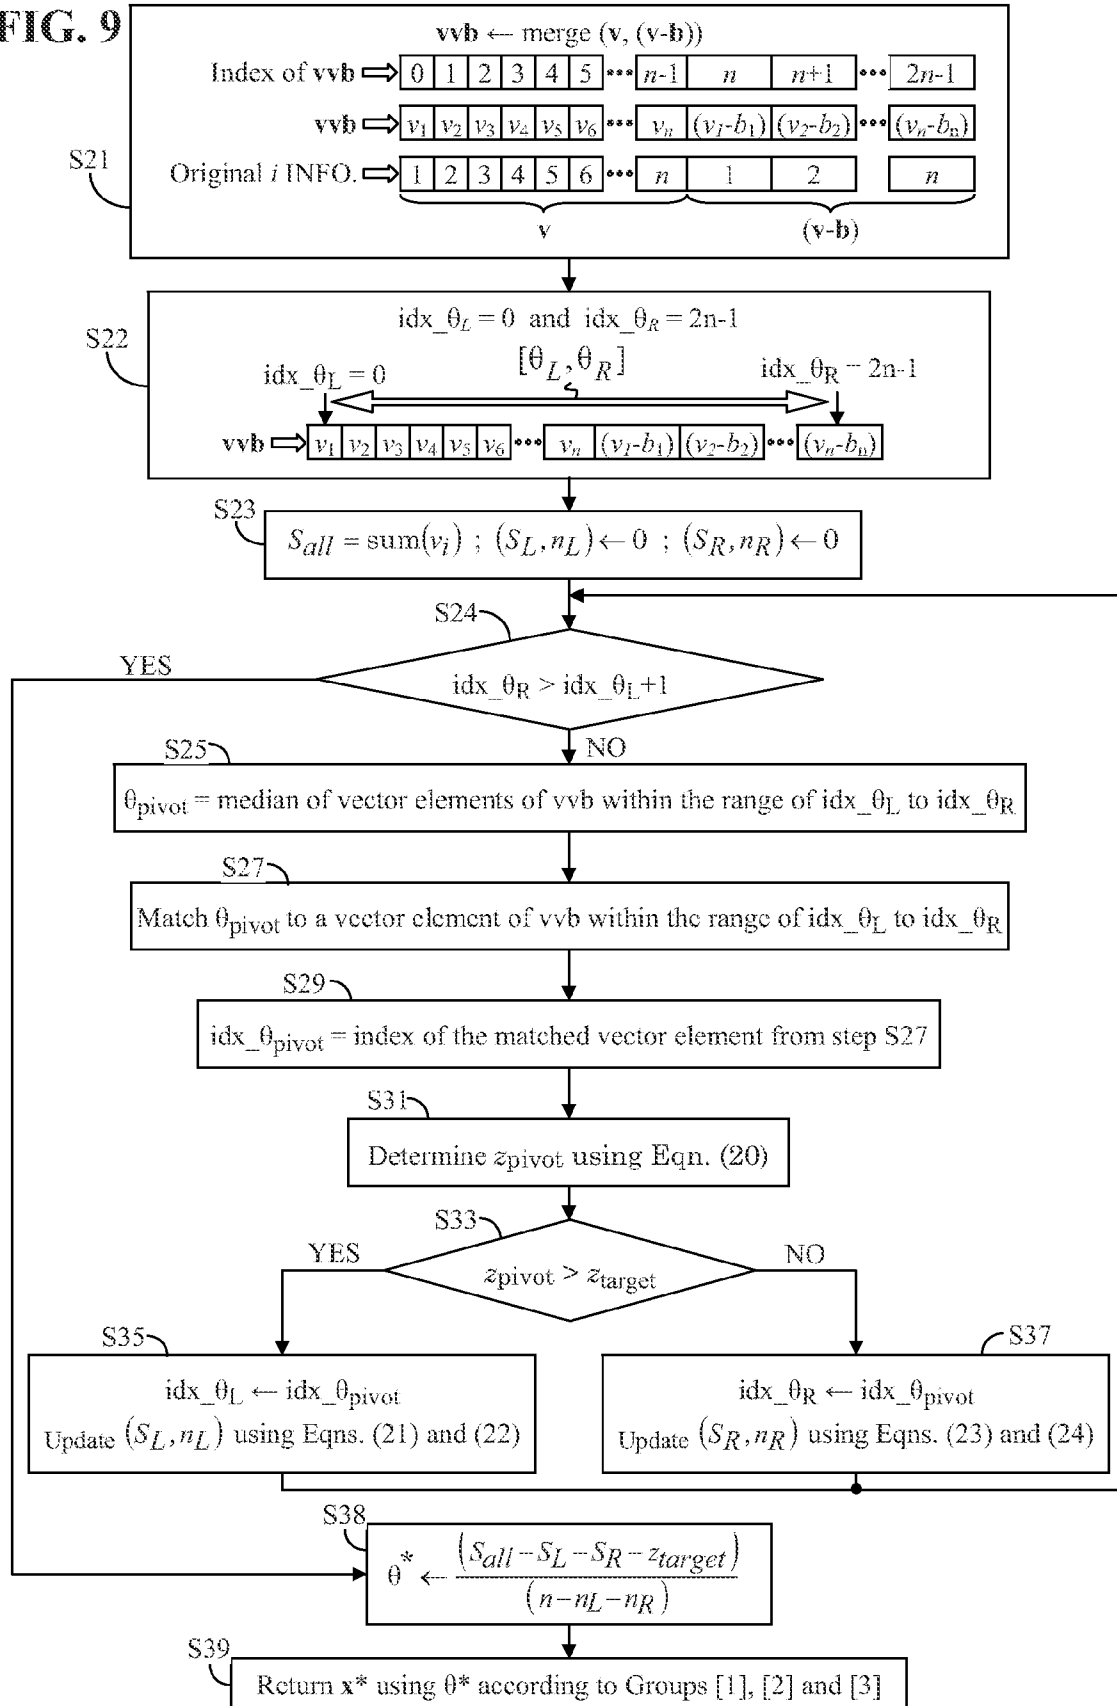 FIG. 9
vvb ← merge (v, (v-b))
Index of vvb ⇨ 0 1 2 3 4 5 ••• n-1 n n+1 ••• 2n-1
vvb ⇨ v1 v2 v3 v4 v5 v6 ••• vn (v1-b1) (v2-b2) ••• (vn-bn)
S21
Original i INFO. ⇨ 1 2 3 4 5 6 ••• n 1 2 n
v (v-b)
idx_θL = 0 and idx_θR = 2n-1
S22
[θL, θR]
idx_θL = 0 idx_θR = 2n-1
vvb ⇨ v1 v2 v3 v4 v5 v6 ••• vn (v1-b1) (v2-b2) ••• (vn-bn)
S23
Sall = sum(vi) ; (SL, nL) ← 0 ; (SR, nR) ← 0
S24
YES
idx_θR > idx_θL+1
NO
S25
θpivot = median of vector elements of vvb within the range of idx_θL to idx_θR
S27
Match θpivot to a vector element of vvb within the range of idx_θL to idx_θR
S29
idx_θpivot = index of the matched vector element from step S27
S31
Determine zpivot using Eqn. (20)
S33
YES NO
zpivot > ztarget
S35 S37
idx_θL ← idx_θpivot
Update (SL, nL) using Eqns. (21) and (22)
idx_θR ← idx_θpivot
Update (SR, nR) using Eqns. (23) and (24)
S38
θ* ← (Sall - SL - SR - ztarget) / (n - nL - nR)
S39
Return x* using θ* according to Groups [1], [2] and [3]